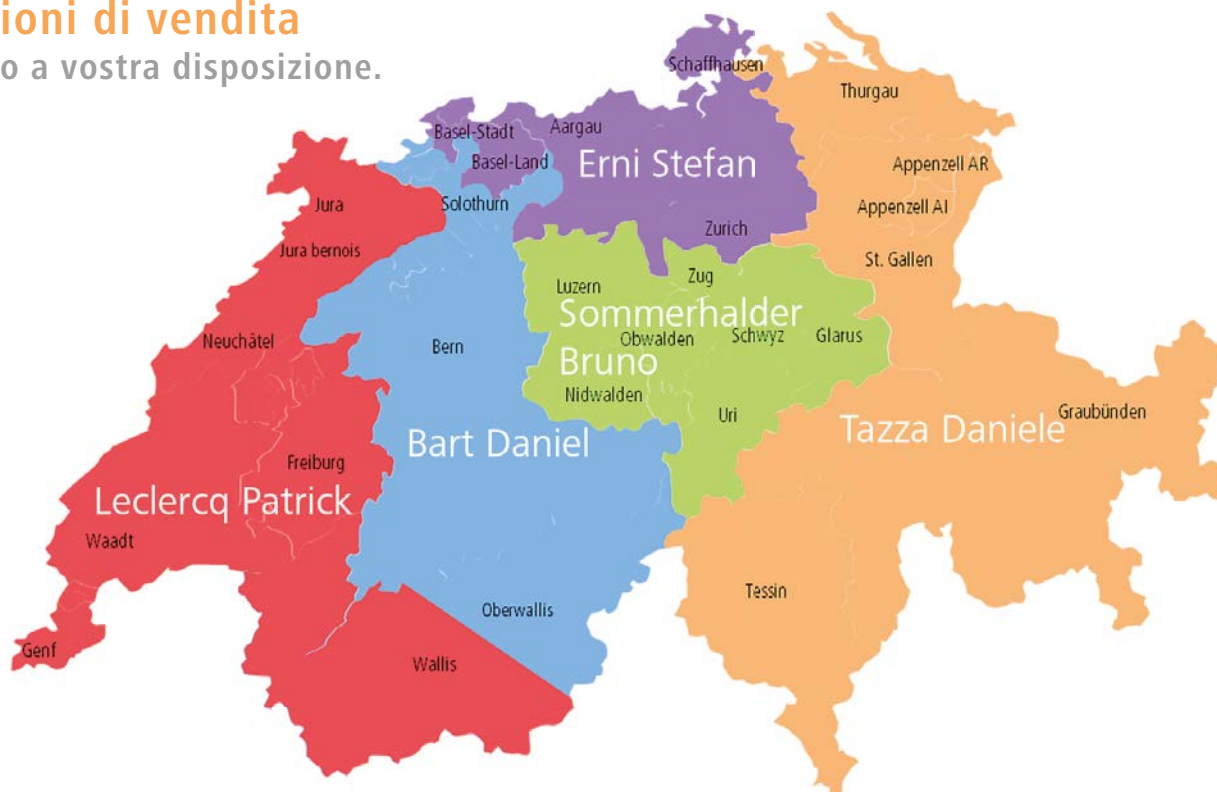 ioni di vendita
o a vostra disposizione.
Schaffhausen
Thurgau
Basel-Stadt
Aargau
Basel-Land
Erni Stefan
Appenzell AR
Jura
Solothurn
Appenzell AI
Zurich
Jura bernois
St. Gallen
Luzern
Zug
Sommerhalder
Bruno
Obwalden
Schwyz
Glarus
Neuchâtel
Bern
Nidwalden
Uri
Graubünden
Tazza Daniele
Bart Daniel
Freiburg
Leclercq Patrick
Waadt
Tessin
Oberwallis
Genf
Wallis